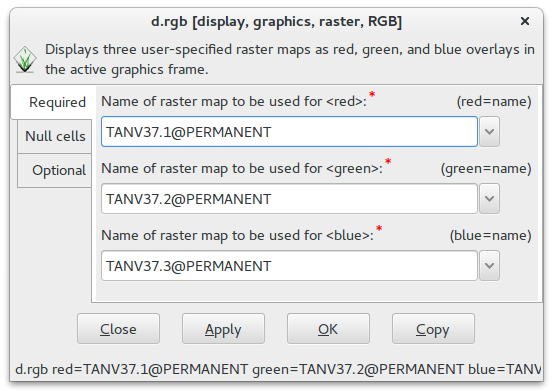 d.rgb [display, graphics, raster, RGB]
Displays three user-specified raster maps as red, green, and blue overlays in
the active graphics frame.
Required
Null cells
Optional
Name of raster map to be used for <red>:* (red=name)
TANV37.1@PERMANENT
Name of raster map to be used for <green>:* (green=name)
TANV37.2@PERMANENT
Name of raster map to be used for <blue>:* (blue=name)
TANV37.3@PERMANENT
Close Apply OK Copy
d.rgb red=TANV37.1@PERMANENT green=TANV37.2@PERMANENT blue=TANV